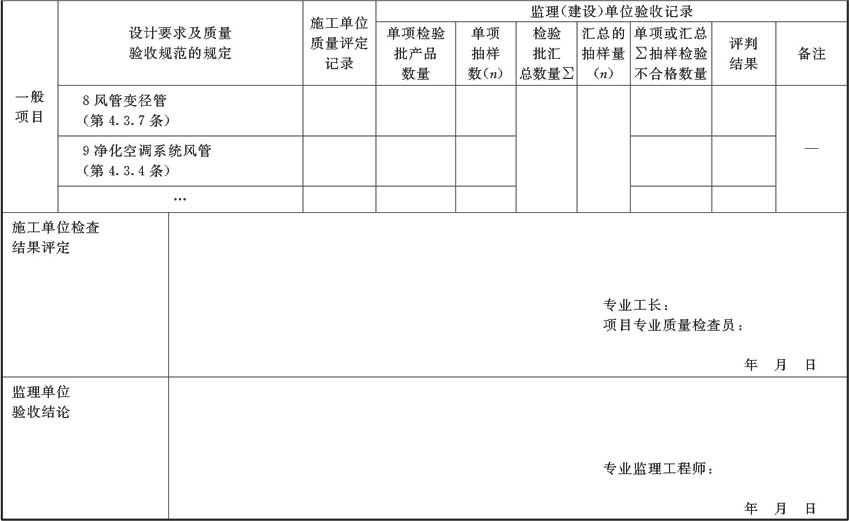 一般
项目
设计要求及质量
验收规范的规定
施工单位
质量评定
记录
监理(建设)单位验收记录
单项检验
批产品
数量
单项
抽样
数(n)
检验
批汇
总数量∑
汇总的
抽样量
(n)
单项或汇总
∑抽样检验
不合格数量
评判
结果
备注
8 风管变径管
(第 4.3.7 条)
9 净化空调系统风管
(第 4.3.4 条)
—
…
施工单位检查
结果评定
专业工长:
项目专业质量检查员:
年 月 日
监理单位
验收结论
专业监理工程师:
年 月 日